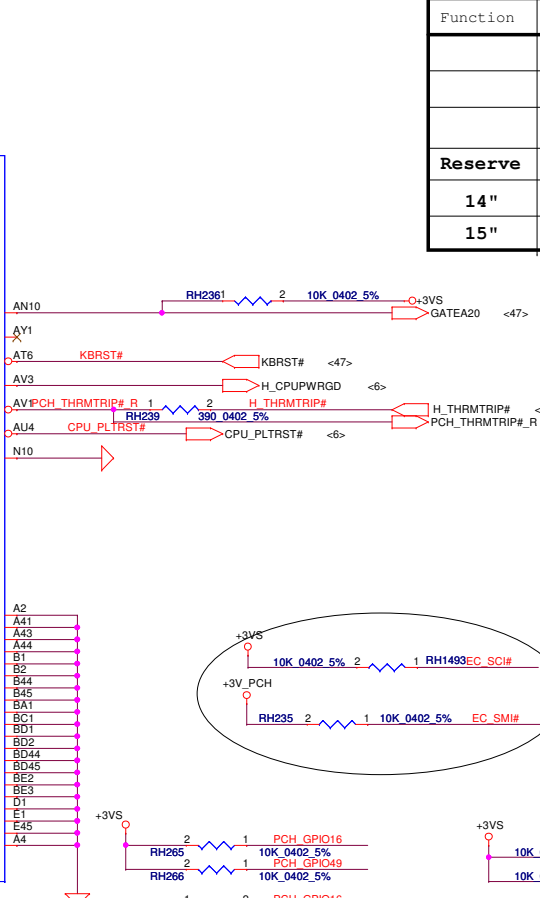 Function
Reserve
14"
15"
RH236 1 2 10K_0402_5% +3VS
AN10 GATEA20 <47>
AY1
AT6 KBRST# KBRST# <47>
AV3 H_CPUPWRGD <6>
AV1 PCH_THRMTRIP#_R 1 2 H_THRMTRIP# H_THRMTRIP# <
RH239 390_0402_5% PCH_THRMTRIP#_R
AU4 CPU_PLTRST# CPU_PLTRST# <6>
N10
A2
A41
A43
A44
B1
B2
B44
B45
BA1
BC1
BD1
BD2
BD44
BD45
BE2
BE3
D1
E1
E45
A4
+3VS
10K_0402_5% 2 1 RH1493 EC_SCI#
+3V_PCH
RH235 2 1 10K_0402_5% EC_SMI#
+3VS
2 1 PCH_GPIO16
RH265 10K_0402_5%
2 1 PCH_GPIO49
RH266 10K_0402_5%
+3VS
10K
10K
1 2 PCH_GPIO16